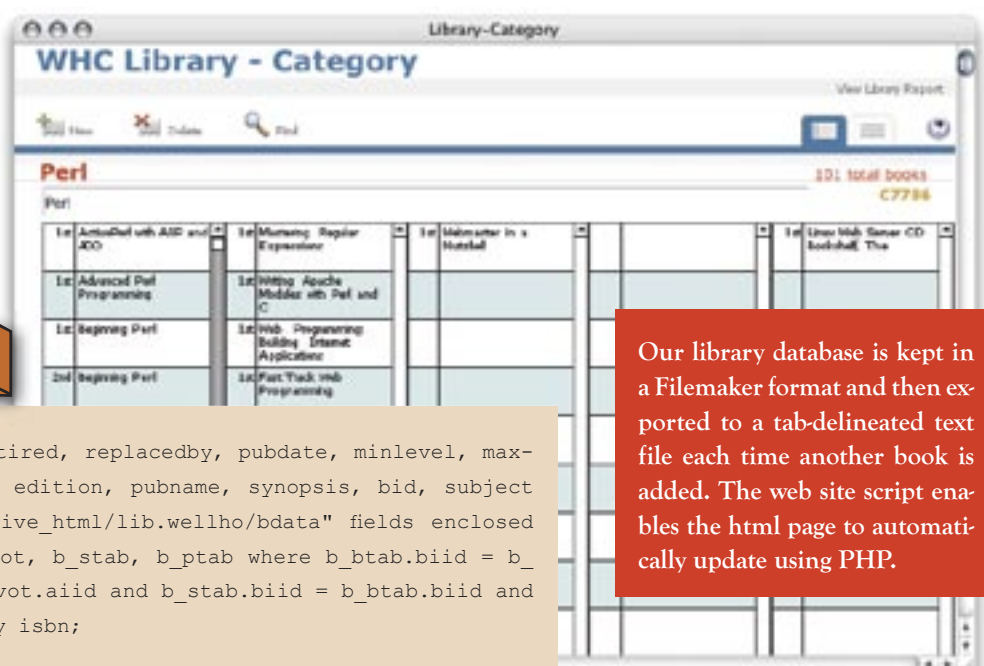 Library-Category
WHC Library - Category
View Library Report
New Delete Find
Perl
101 total books
Perl
C7786
1st ActivePerl with ASP and ADO
1st Mastering Regular Expressions
1st Webmaster in a Nutshell
1st Linux Web Server CD Bookshelf, The
1st Advanced Perl Programming
1st Writing Apache Modules with Perl and C
1st Beginning Perl
1st Web Programming: Building Internet Applications
2nd Beginning Perl
1st Fast Track Web Programming
Our library database is kept in
a Filemaker format and then ex-
ported to a tab-delineated text
file each time another book is
added. The web site script ena-
bles the html page to automati-
cally update using PHP.
tired, replacedby, pubdate, minlevel, max-
edition, pubname, synopsis, bid, subject
ive_html/lib.wellho/bdata" fields enclosed
ot, b_stab, b_ptab where b_btab.biid = b_
vot.aiid and b_stab.biid = b_btab.biid and
y isbn;